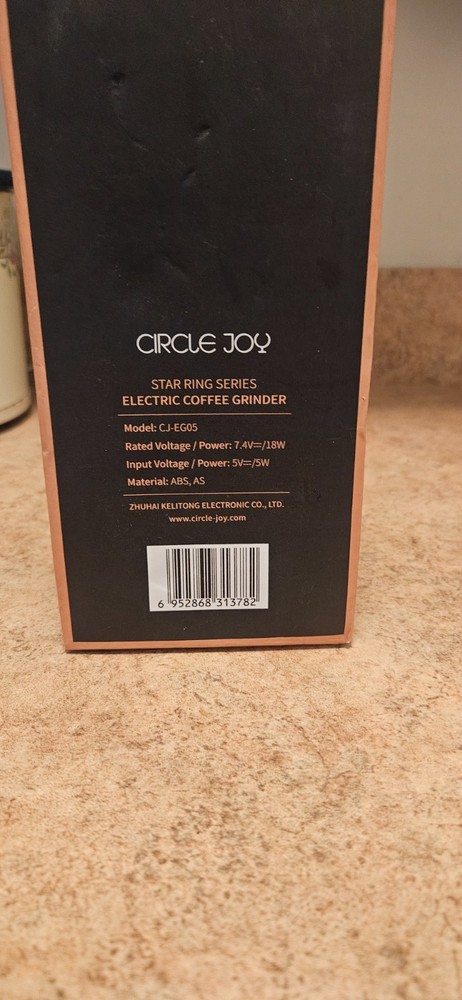 CIRCLE JOY
STAR RING SERIES
ELECTRIC COFFEE GRINDER
Model: CJ-EG05
Rated Voltage / Power: 7.4V⎓/18W
Input Voltage / Power: 5V⎓/5W
Material: ABS, AS
ZHUHAI KELITONG ELECTRONIC CO., LTD.
www.circle-joy.com
6 952868 313782